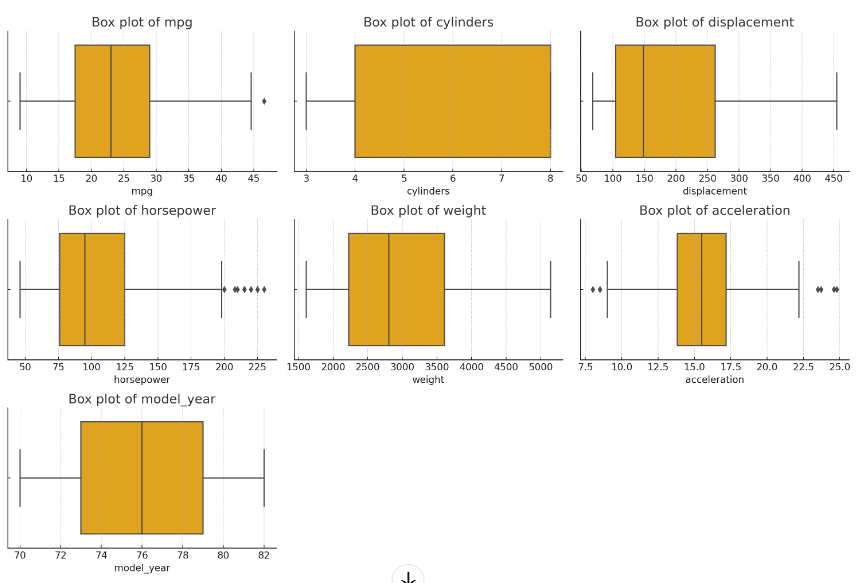 Box plot of mpg
10 15 20 25 30 35 40 45
mpg
Box plot of cylinders
3 4 5 6 7 8
cylinders
Box plot of displacement
50 100 150 200 250 300 350 400 450
displacement
Box plot of horsepower
50 75 100 125 150 175 200 225
horsepower
Box plot of weight
1500 2000 2500 3000 3500 4000 4500 5000
weight
Box plot of acceleration
7.5 10.0 12.5 15.0 17.5 20.0 22.5 25.0
acceleration
Box plot of model_year
70 72 74 76 78 80 82
model_year